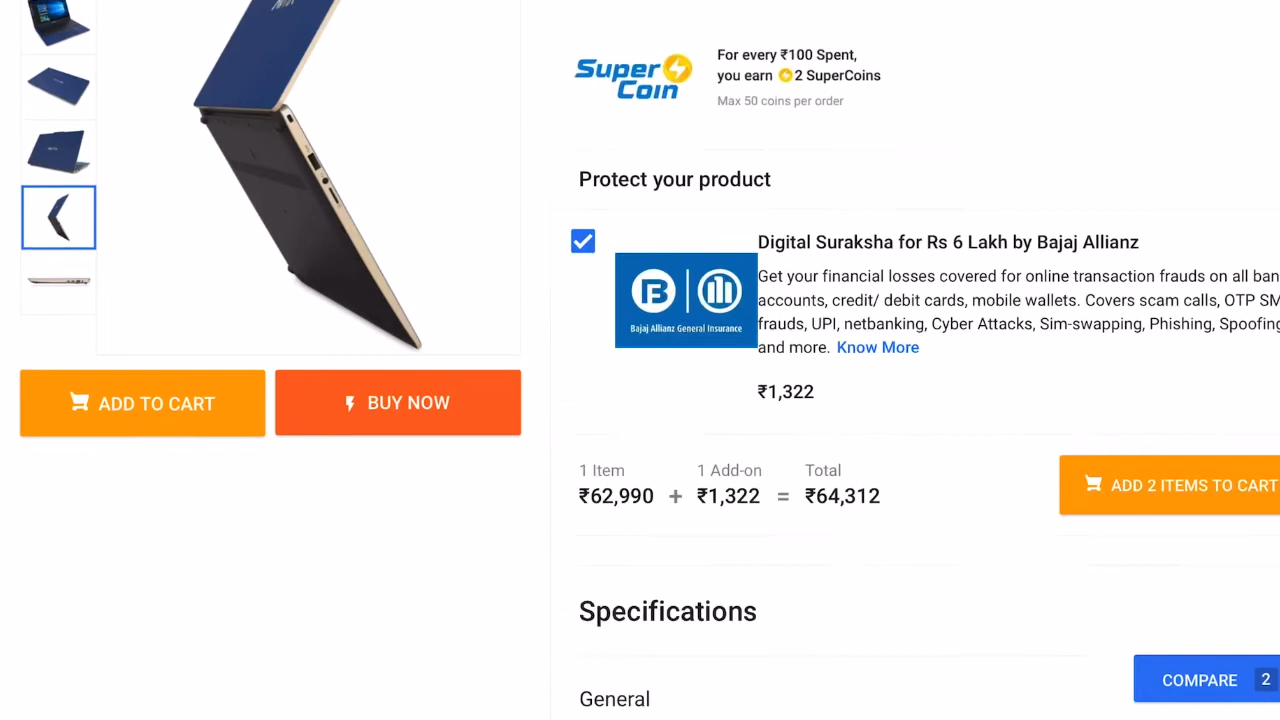 Super
Coin
For every ₹100 Spent,
you earn 2 SuperCoins
Max 50 coins per order
Protect your product
Digital Suraksha for Rs 6 Lakh by Bajaj Allianz
Get your financial losses covered for online transaction frauds on all
accounts, credit/ debit cards, mobile wallets. Covers scam calls, OTP
frauds, UPI, netbanking, Cyber Attacks, Sim-swapping, Phishing, Spoofing
and more. Know More
Bajaj Allianz General Insurance
₹1,322
ADD TO CART
BUY NOW
1 Item 1 Add-on Total
₹62,990 + ₹1,322 = ₹64,312
ADD 2 ITEMS TO CART
Specifications
General
COMPARE 2